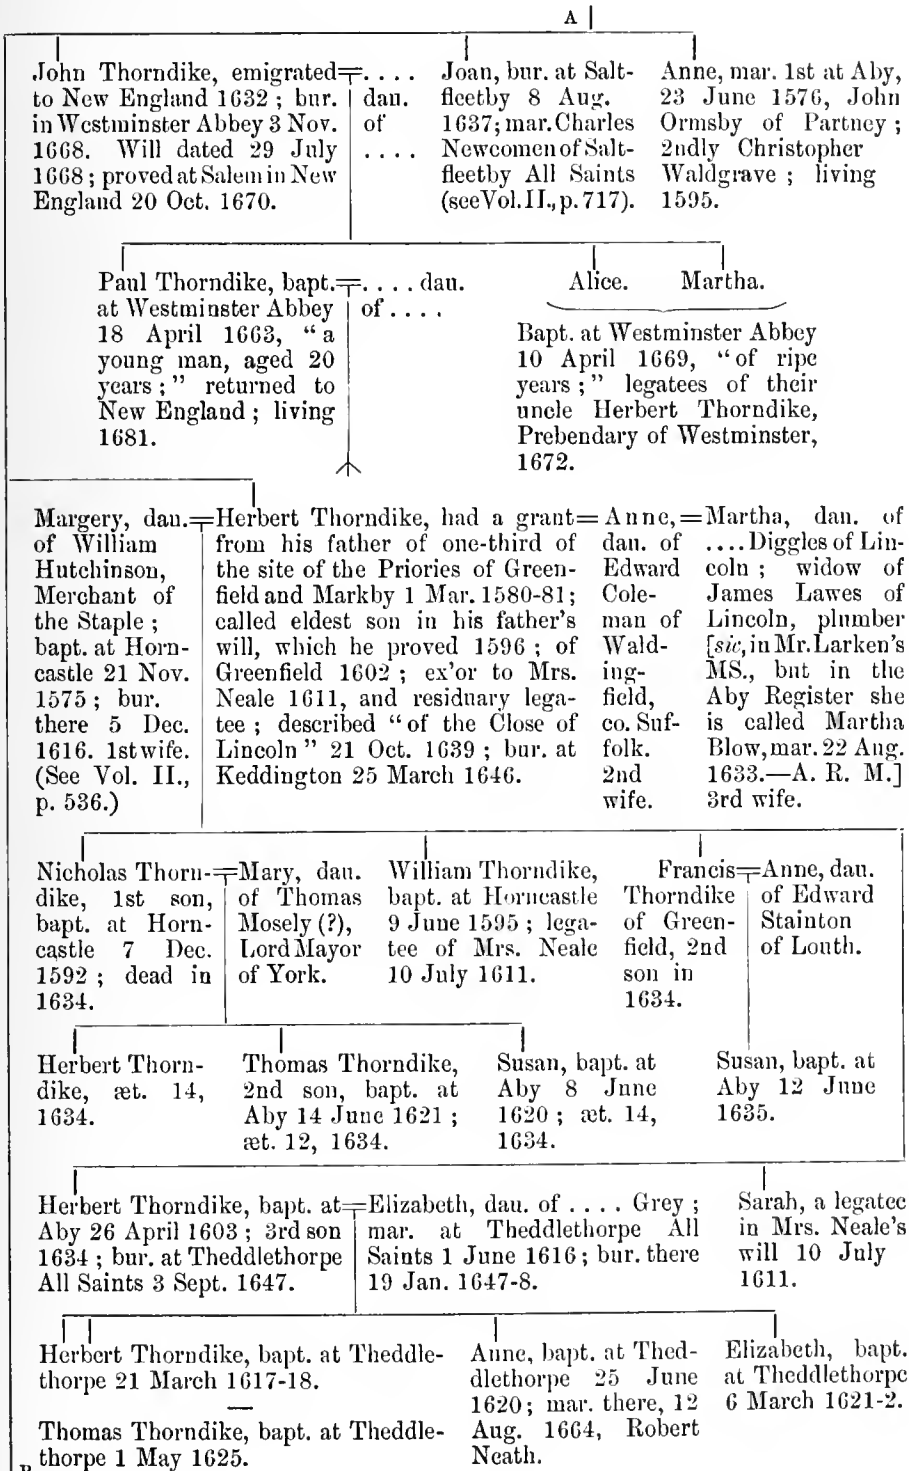 A
John Thorndike, emigrated
to New England 1632 ; bur.
in Westminster Abbey 3 Nov.
1668. Will dated 29 July
1668 ; proved at Salem in New
England 20 Oct. 1670.
=. . . .
dan.
of
. . . .
Joan, bur. at Salt-
fleetby 8 Aug.
1637; mar. Charles
Newcomen of Salt-
fleetby All Saints
(see Vol. II., p. 717).
Anne, mar. 1st at Aby,
23 June 1576, John
Ormsby of Partney ;
2ndly Christopher
Waldgrave ; living
1595.
Paul Thorndike, bapt.
at Westminster Abbey
18 April 1663, “a
young man, aged 20
years ;” returned to
New England ; living
1681.
=. . . . dau.
of . . . .
Alice. Martha.
Bapt. at Westminster Abbey
10 April 1669, “of ripe
years ;” legatees of their
uncle Herbert Thorndike,
Prebendary of Westminster,
1672.
Margery, dau.
of William
Hutchinson,
Merchant of
the Staple ;
bapt. at Horn-
castle 21 Nov.
1575 ; bur.
there 5 Dec.
1616. 1st wife.
(See Vol. II.,
p. 536.)
=Herbert Thorndike, had a grant
from his father of one-third of
the site of the Priories of Green-
field and Markby 1 Mar. 1580-81;
called eldest son in his father’s
will, which he proved 1596 ; of
Greenfield 1602 ; ex’or to Mrs.
Neale 1611, and residuary lega-
tee ; described “of the Close of
Lincoln” 21 Oct. 1639 ; bur. at
Keddington 25 March 1646.
=Anne,
dan. of
Edward
Cole-
man of
Wald-
ing-
field,
co. Suf-
folk.
2nd
wife.
=Martha, dan. of
. . . . Diggles of Lin-
coln ; widow of
James Lawes of
Lincoln, plumber
[sic, in Mr. Larken’s
MS., but in the
Aby Register she
is called Martha
Blow, mar. 22 Aug.
1633.—A. R. M.]
3rd wife.
Nicholas Thorn-
dike, 1st son,
bapt. at Horn-
castle 7 Dec.
1592 ; dead in
1634.
=Mary, dau.
of Thomas
Mosely (?),
Lord Mayor
of York.
William Thorndike,
bapt. at Horncastle
9 June 1595 ; lega-
tee of Mrs. Neale
10 July 1611.
Francis
Thorndike
of Green-
field, 2nd
son in
1634.
=Anne, dau.
of Edward
Stainton
of Louth.
Herbert Thorn-
dike, æt. 14,
1634.
Thomas Thorndike,
2nd son, bapt. at
Aby 14 June 1621 ;
æt. 12, 1634.
Susan, bapt. at
Aby 8 June
1620 ; æt. 14,
1634.
Susan, bapt. at
Aby 12 June
1635.
Herbert Thorndike, bapt. at
Aby 26 April 1603 ; 3rd son
1634 ; bur. at Theddlethorpe
All Saints 3 Sept. 1647.
=Elizabeth, dau. of . . . . Grey ;
mar. at Theddlethorpe All
Saints 1 June 1616 ; bur. there
19 Jan. 1647-8.
Sarah, a legatee
in Mrs. Neale’s
will 10 July
1611.
Herbert Thorndike, bapt. at Theddle-
thorpe 21 March 1617-18.
—
Thomas Thorndike, bapt. at Theddle-
thorpe 1 May 1625.
Anne, bapt. at Thed-
dlethorpe 25 June
1620; mar. there, 12
Aug. 1664, Robert
Neath.
Elizabeth, bapt.
at Theddlethorpe
6 March 1621-2.